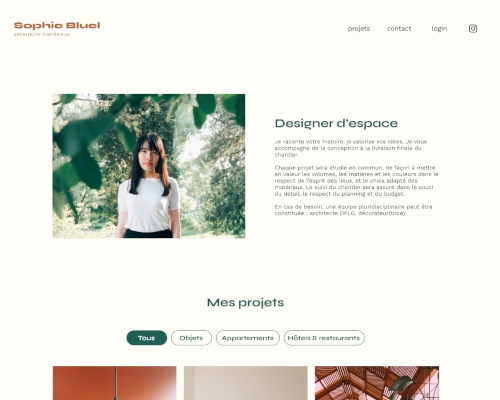 Sophie Bluel
ARCHITECTE D'INTÉRIEUR
projets
contact
login
Designer d'espace
Je raconte votre histoire, je valorise vos idées. Je vous
accompagne de la conception à la livraison finale du
chantier.
Chaque projet sera étudié en commun, de façon à mettre
en valeur les volumes, les matières et les couleurs dans le
respect de l'esprit des lieux, et le choix adapté des
matériaux. Le suivi du chantier sera assuré dans le souci
du détail, le respect du planning et du budget.
En cas de besoin, une équipe pluridisciplinaire peut être
constituée : architecte DPLG, décorateur(trice).
Mes projets
Tous
Objets
Appartements
Hôtels & restaurants